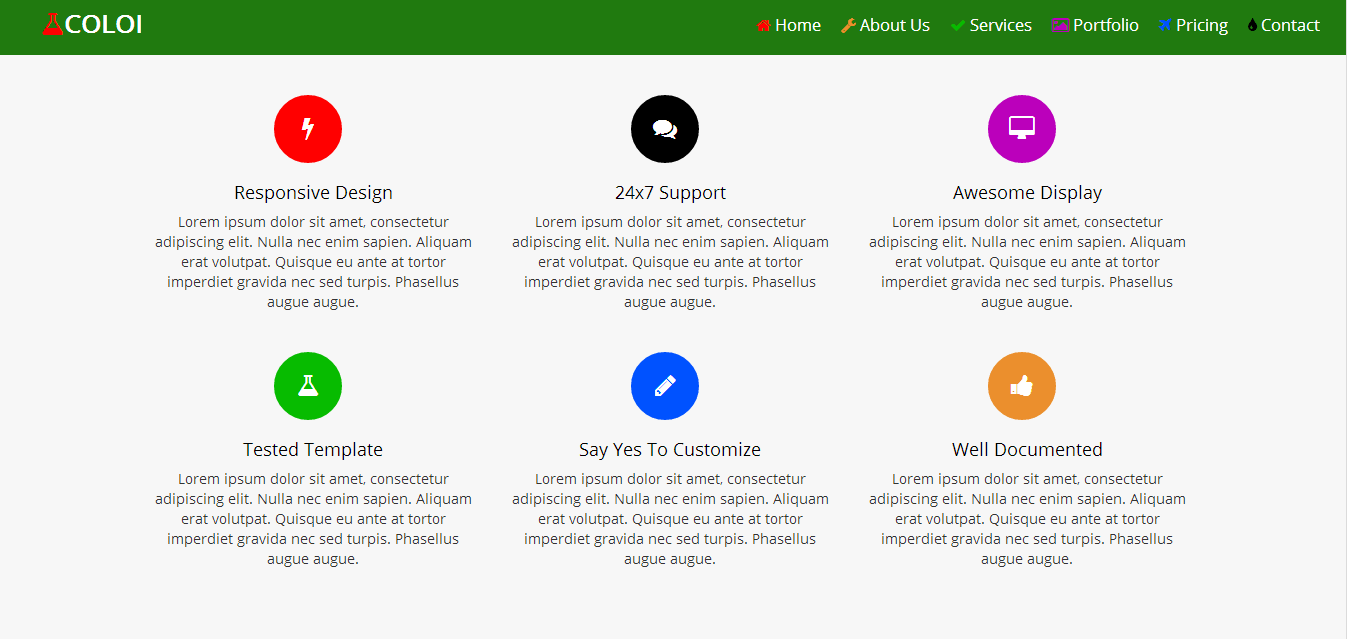 COLOI
Home About Us Services Portfolio Pricing Contact
Responsive Design
Lorem ipsum dolor sit amet, consectetur
adipiscing elit. Nulla nec enim sapien. Aliquam
erat volutpat. Quisque eu ante at tortor
imperdiet gravida nec sed turpis. Phasellus
augue augue.
24x7 Support
Lorem ipsum dolor sit amet, consectetur
adipiscing elit. Nulla nec enim sapien. Aliquam
erat volutpat. Quisque eu ante at tortor
imperdiet gravida nec sed turpis. Phasellus
augue augue.
Awesome Display
Lorem ipsum dolor sit amet, consectetur
adipiscing elit. Nulla nec enim sapien. Aliquam
erat volutpat. Quisque eu ante at tortor
imperdiet gravida nec sed turpis. Phasellus
augue augue.
Tested Template
Lorem ipsum dolor sit amet, consectetur
adipiscing elit. Nulla nec enim sapien. Aliquam
erat volutpat. Quisque eu ante at tortor
imperdiet gravida nec sed turpis. Phasellus
augue augue.
Say Yes To Customize
Lorem ipsum dolor sit amet, consectetur
adipiscing elit. Nulla nec enim sapien. Aliquam
erat volutpat. Quisque eu ante at tortor
imperdiet gravida nec sed turpis. Phasellus
augue augue.
Well Documented
Lorem ipsum dolor sit amet, consectetur
adipiscing elit. Nulla nec enim sapien. Aliquam
erat volutpat. Quisque eu ante at tortor
imperdiet gravida nec sed turpis. Phasellus
augue augue.